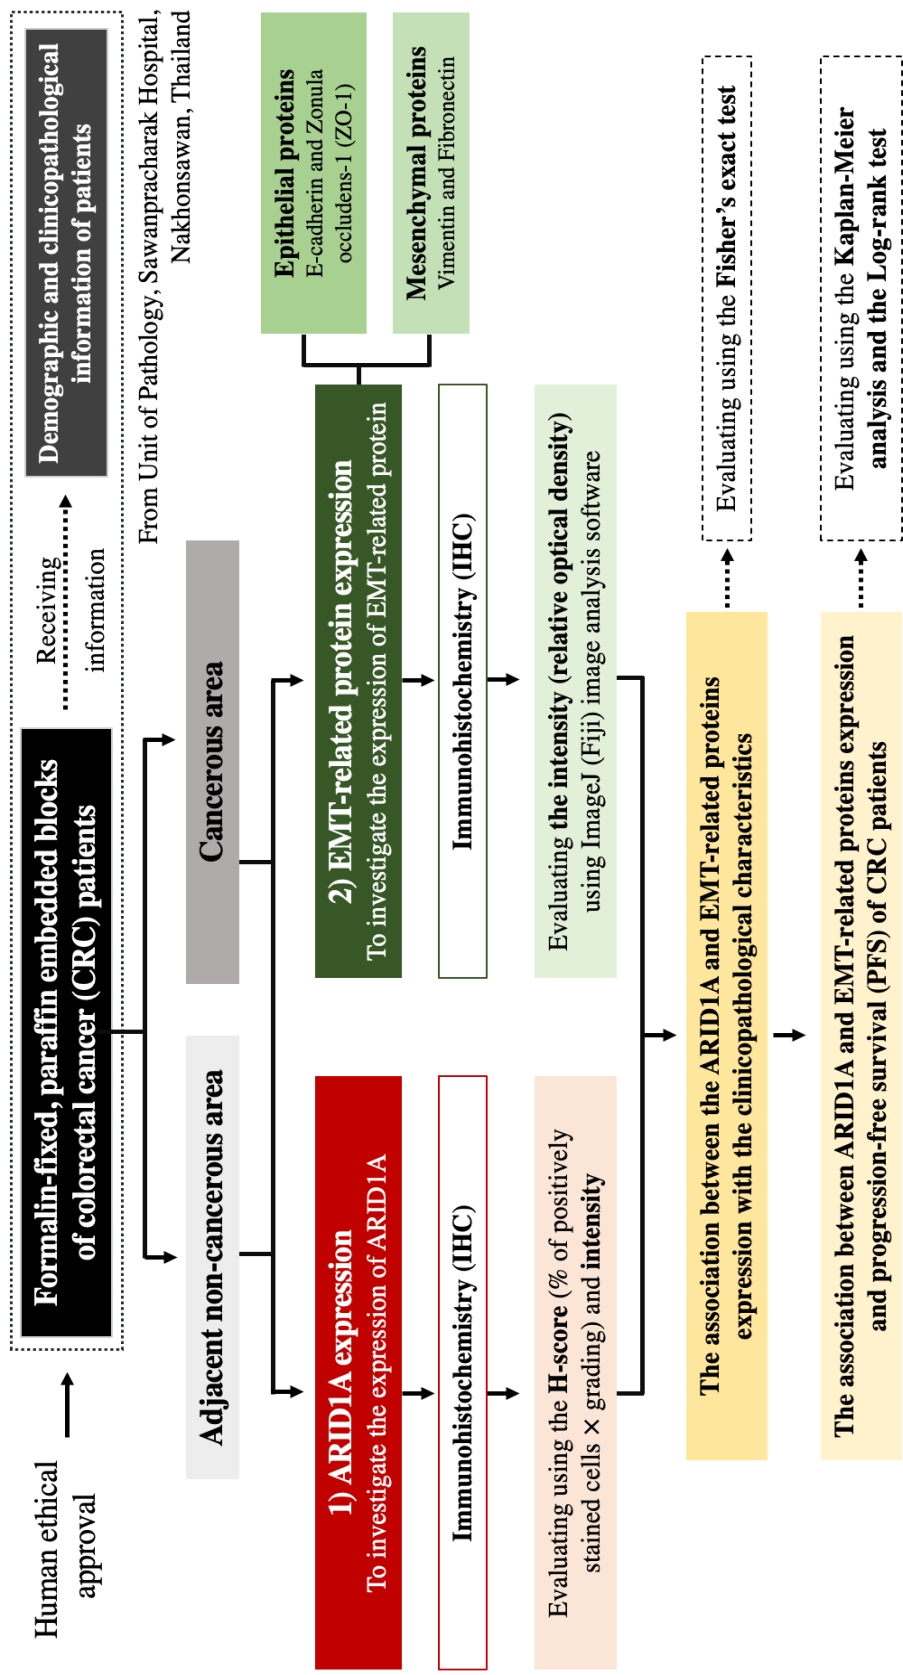 Human ethical
approval
Formalin-fixed, paraffin embedded blocks
of colorectal cancer (CRC) patients
Receiving
information
Demographic and clinicopathological
information of patients
From Unit of Pathology, Sawanpracharak Hospital,
Nakhonsawan, Thailand
Adjacent non-cancerous area
Cancerous area
1) ARID1A expression
To investigate the expression of ARID1A
2) EMT-related protein expression
To investigate the expression of EMT-related protein
Epithelial proteins
E-cadherin and Zonula
occludens-1 (ZO-1)
Mesenchymal proteins
Vimentin and Fibronectin
Immunohistochemistry (IHC)
Immunohistochemistry (IHC)
Evaluating using the H-score (% of positively
stained cells × grading) and intensity
Evaluating the intensity (relative optical density)
using ImageJ (Fiji) image analysis software
The association between the ARID1A and EMT-related proteins
expression with the clinicopathological characteristics
Evaluating using the Fisher’s exact test
The association between ARID1A and EMT-related proteins expression
and progression-free survival (PFS) of CRC patients
Evaluating using the Kaplan-Meier
analysis and the Log-rank test